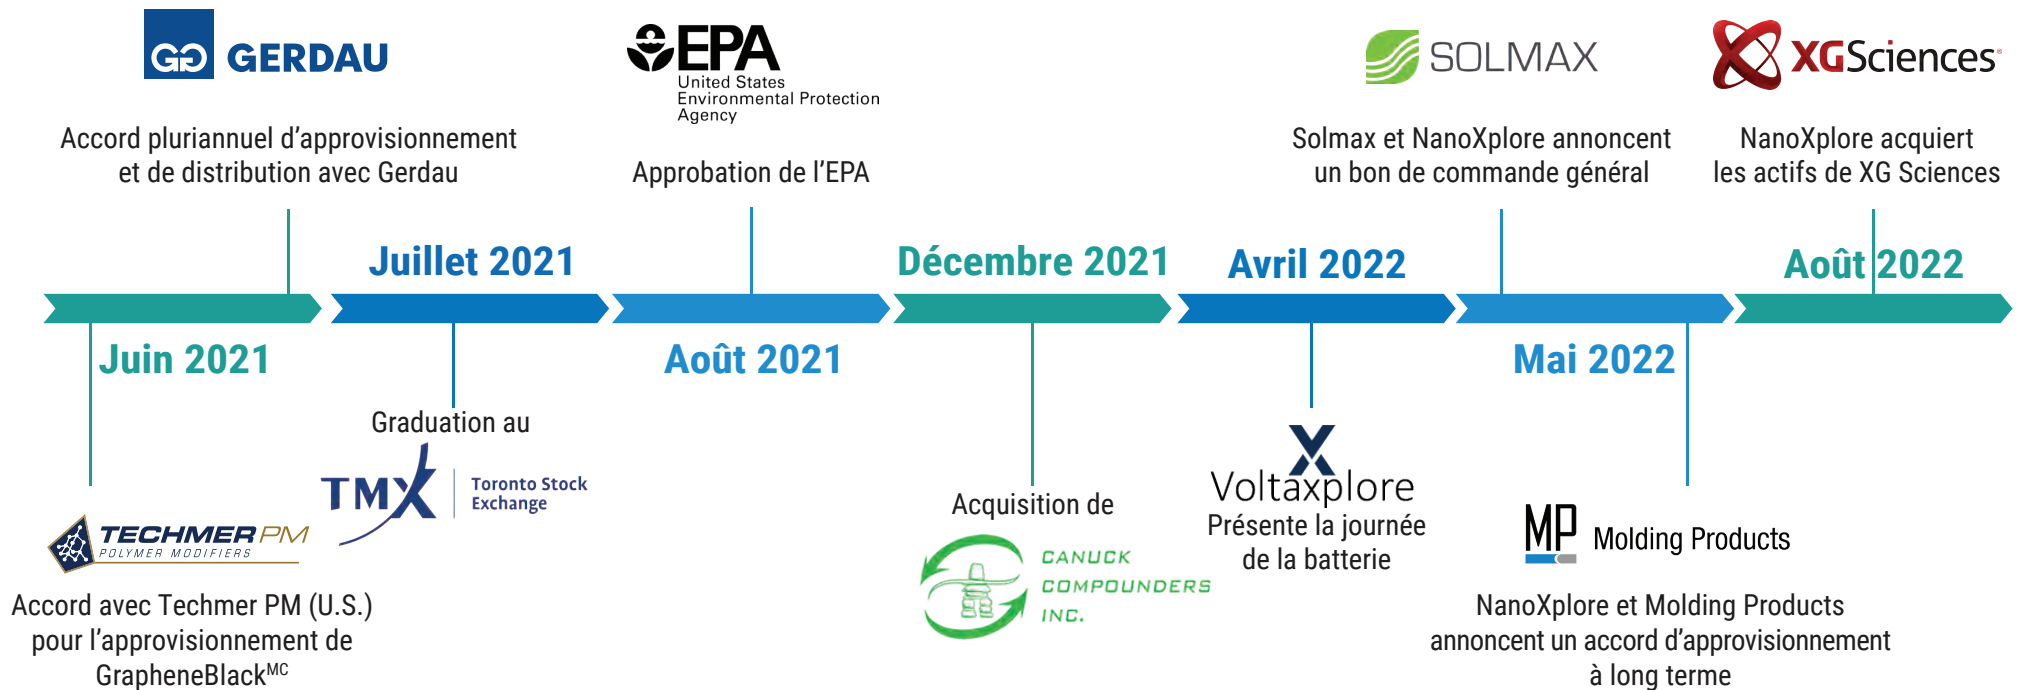 GERDAU
Accord pluriannuel d’approvisionnement
et de distribution avec Gerdau
EPA
United States
Environmental Protection
Agency
Approbation de l’EPA
SOLMAX
Solmax et NanoXplore annoncent
un bon de commande général
XGSciences
NanoXplore acquiert
les actifs de XG Sciences
Juillet 2021
Décembre 2021
Avril 2022
Août 2022
Juin 2021
Août 2021
Mai 2022
TECHMER PM
POLYMER MODIFIERS
Accord avec Techmer PM (U.S.)
pour l’approvisionnement de
GrapheneBlackMC
Graduation au
TMX
Toronto Stock
Exchange
Acquisition de
CANUCK
COMPOUNDERS
INC.
Voltaxplore
Présente la journée
de la batterie
MP Molding Products
NanoXplore et Molding Products
annoncent un accord d’approvisionnement
à long terme